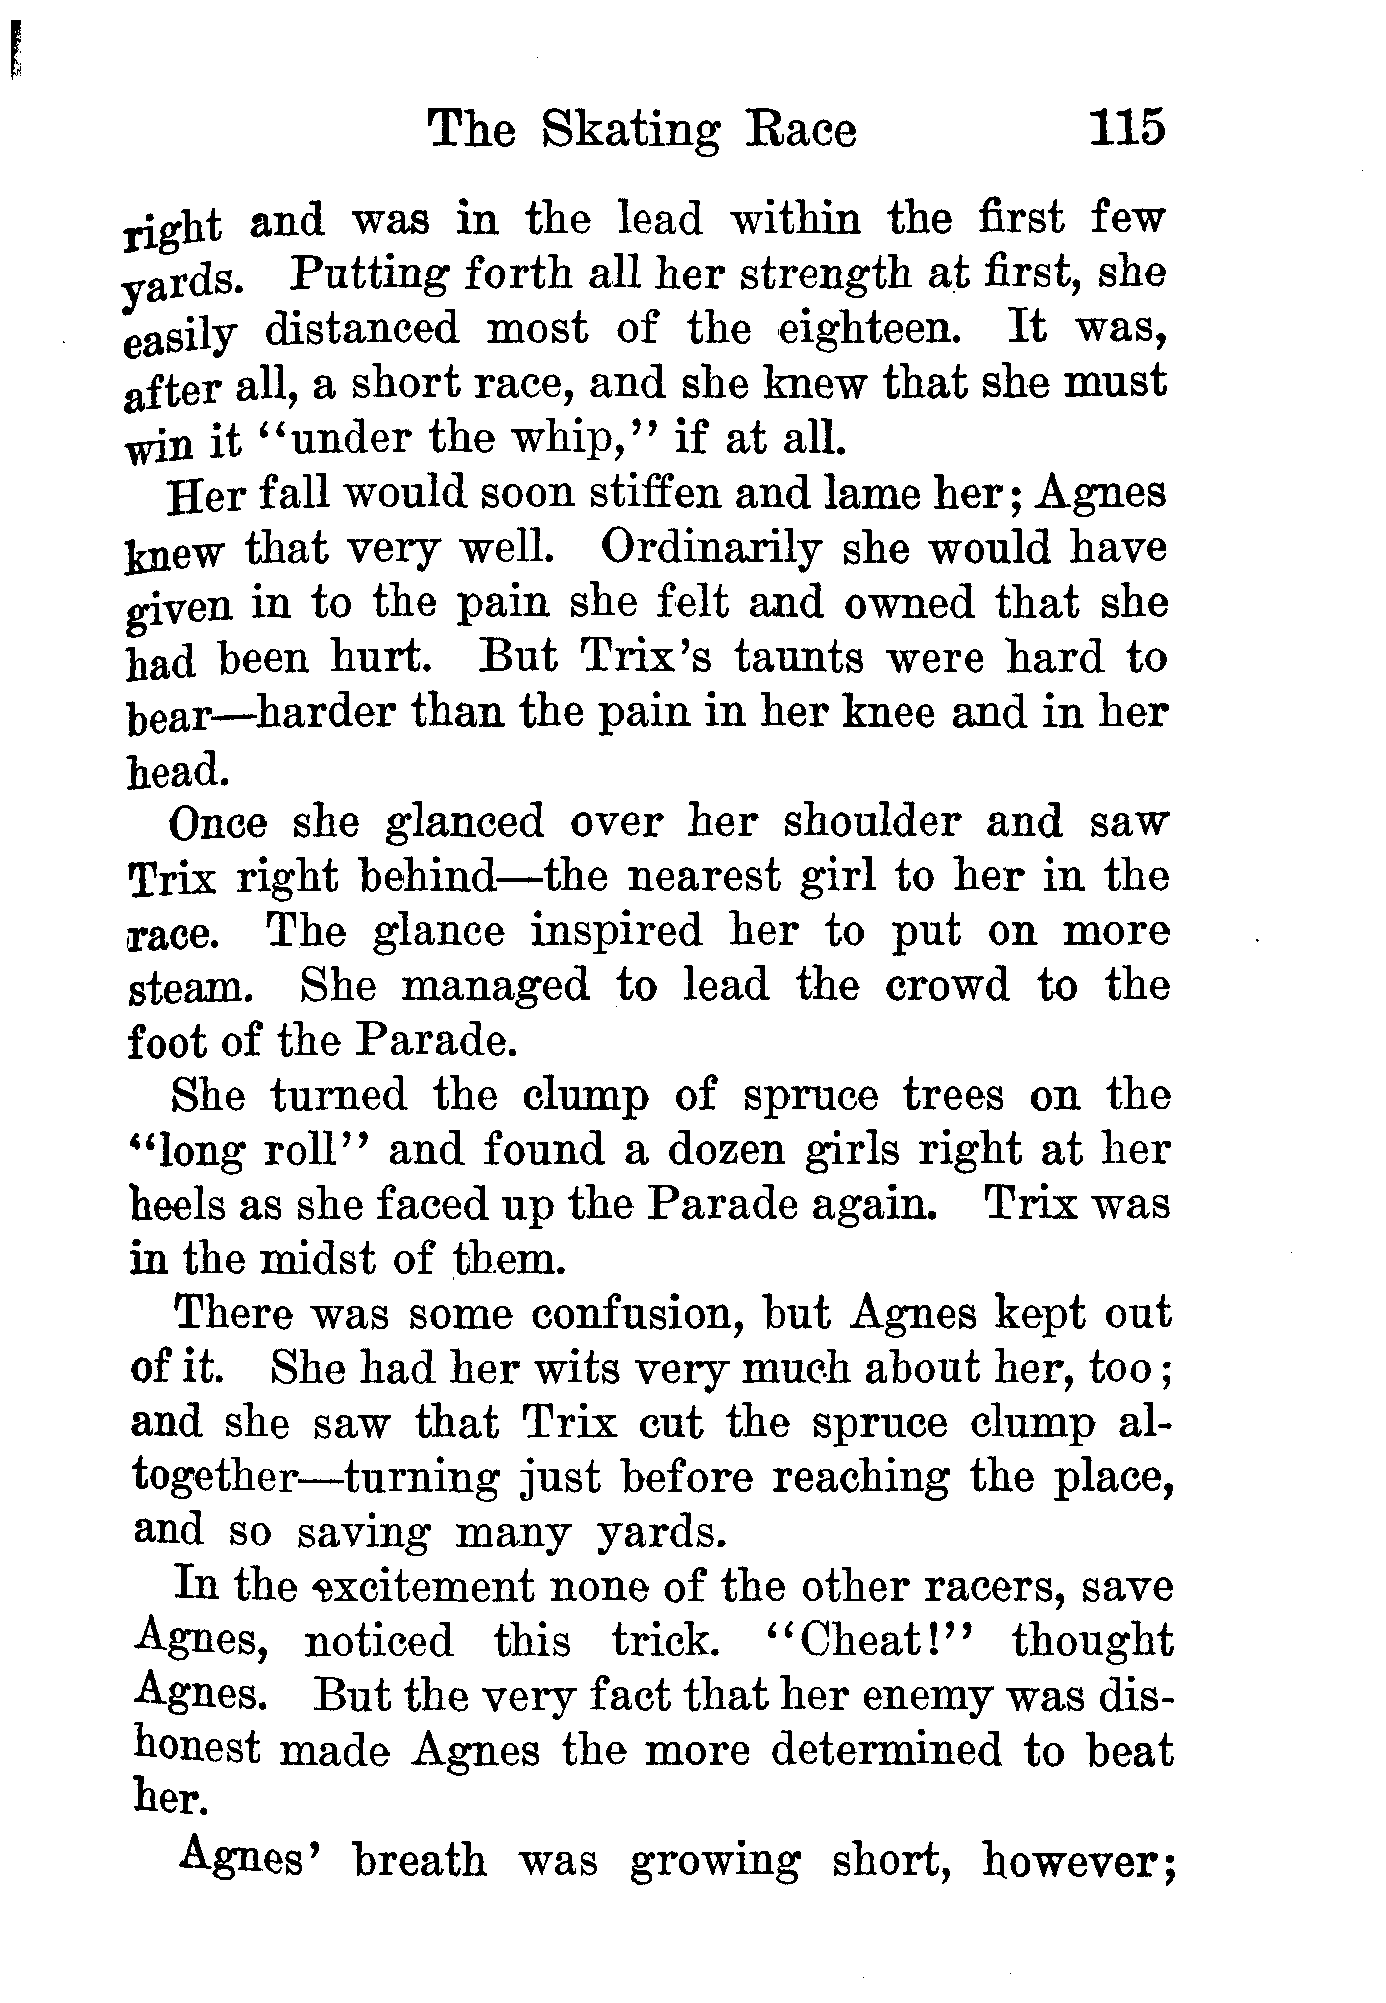 The Skating Race 115
right and was in the lead within the first few
yards. Putting forth all her strength at first, she
easily distanced most of the eighteen. It was,
after all, a short race, and she knew that she must
win it "under the whip," if at all.
Her fall would soon stiffen and lame her; Agnes
knew that very well. Ordinarily she would have
given in to the pain she felt and owned that she
had been hurt. But Trix's taunts were hard to
bear—harder than the pain in her knee and in her
head.
Once she glanced over her shoulder and saw
Trix right behind—the nearest girl to her in the
race. The glance inspired her to put on more
steam. She managed to lead the crowd to the
foot of the Parade.
She turned the clump of spruce trees on the
"long roll" and found a dozen girls right at her
heels as she faced up the Parade again. Trix was
in the midst of them.
There was some confusion, but Agnes kept out
of it. She had her wits very much about her, too;
and she saw that Trix cut the spruce clump al-
together—turning just before reaching the place,
and so saving many yards.
In the excitement none of the other racers, save
Agnes, noticed this trick. "Cheat!" thought
Agnes. But the very fact that her enemy was dis-
honest made Agnes the more determined to beat
her.
Agnes' breath was growing short, however;